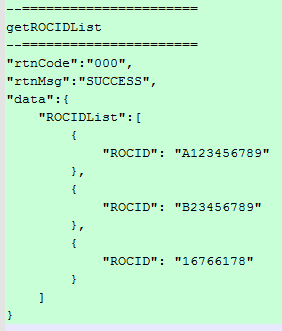 --======================
getROCIDList
--======================
"rtnCode":"000",
"rtnMsg":"SUCCESS",
"data":{
    "ROCIDList":[
        {
            "ROCID": "A123456789"
        },
        {
            "ROCID": "B23456789"
        },
        {
            "ROCID": "16766178"
        }
    ]
}